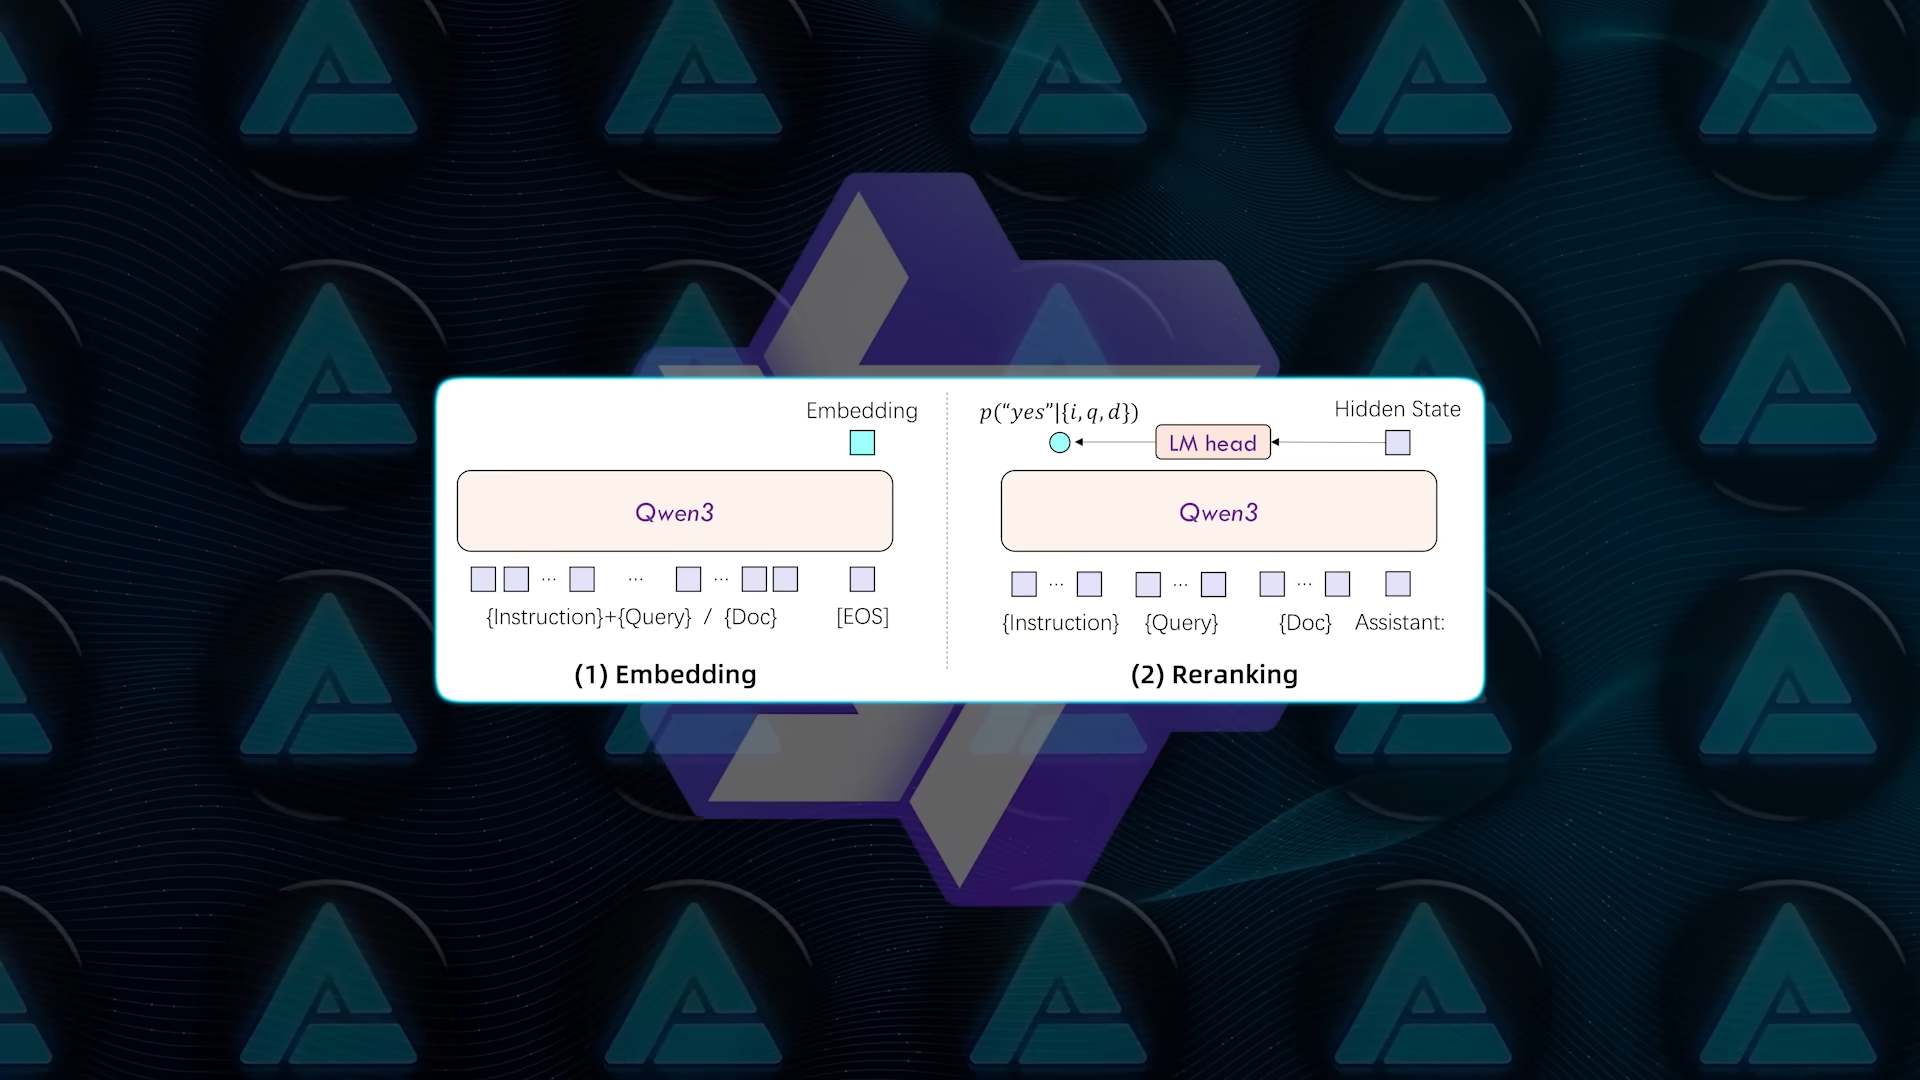 Embedding
Qwen3
... ... ...
{Instruction}+{Query} / {Doc} [EOS]
(1) Embedding
p(“yes”|{i, q, d}) Hidden State
LM head
Qwen3
... ... ...
{Instruction} {Query} {Doc} Assistant:
(2) Reranking